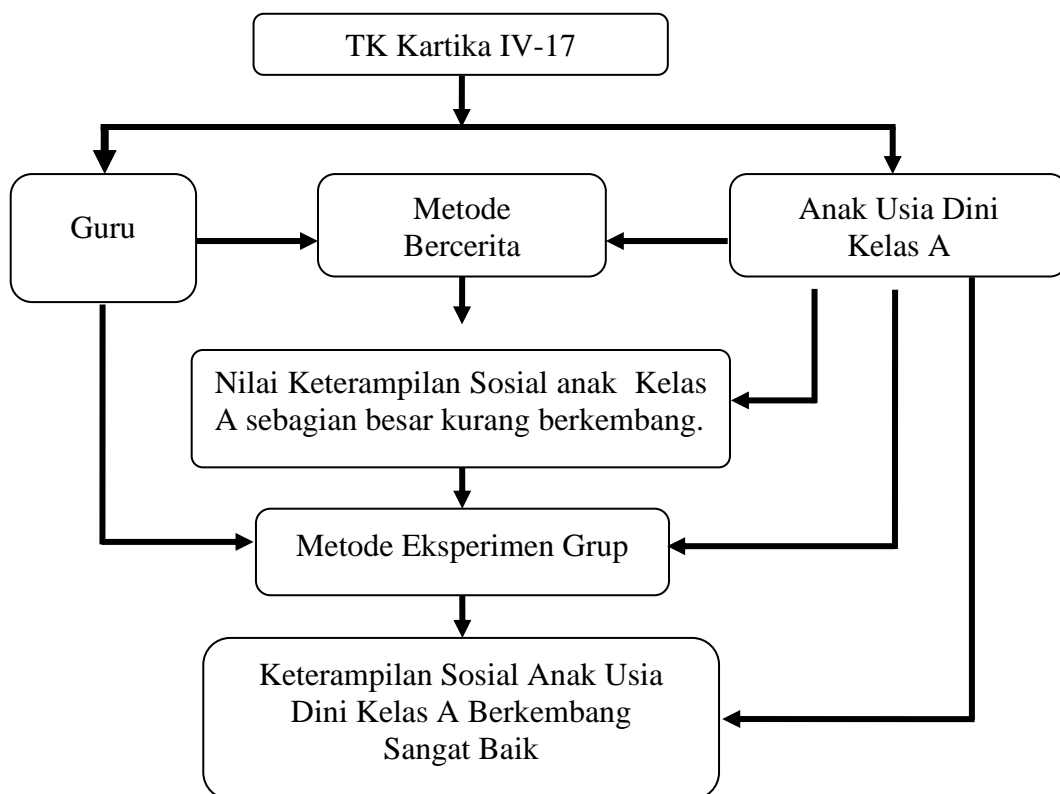 TK Kartika IV-17
Guru
Metode
Bercerita
Anak Usia Dini
Kelas A
Nilai Keterampilan Sosial anak Kelas
A sebagian besar kurang berkembang.
Metode Eksperimen Grup
Keterampilan Sosial Anak Usia
Dini Kelas A Berkembang
Sangat Baik